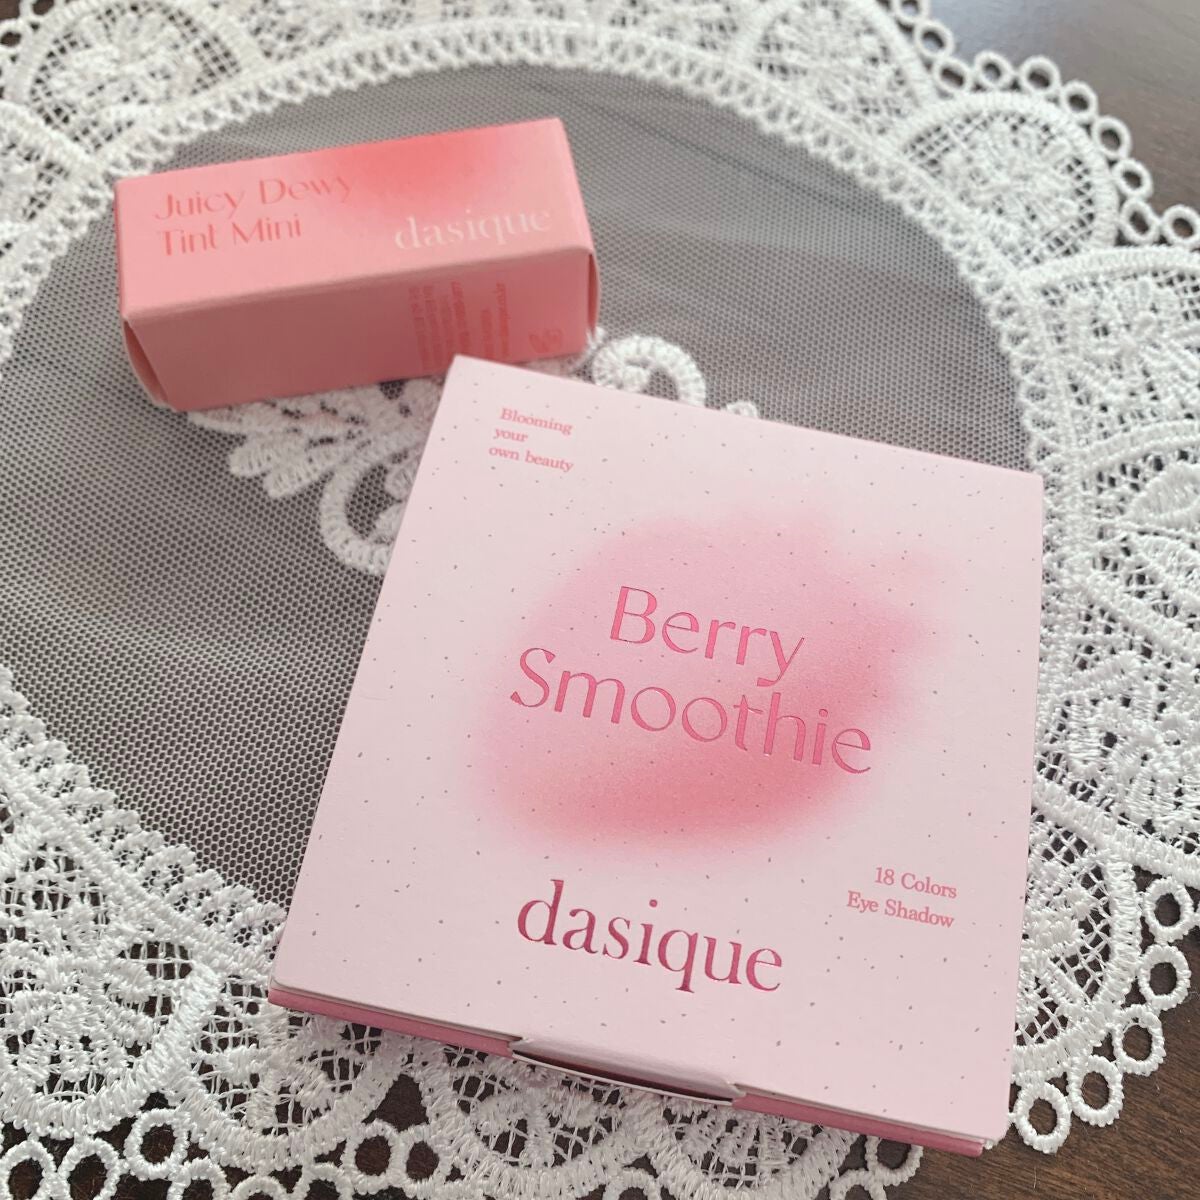 Juicy Dewy
Tint Mini
dasique
Blooming
your
own beauty
Berry
Smoothie
18 Colors
Eye Shadow
dasique